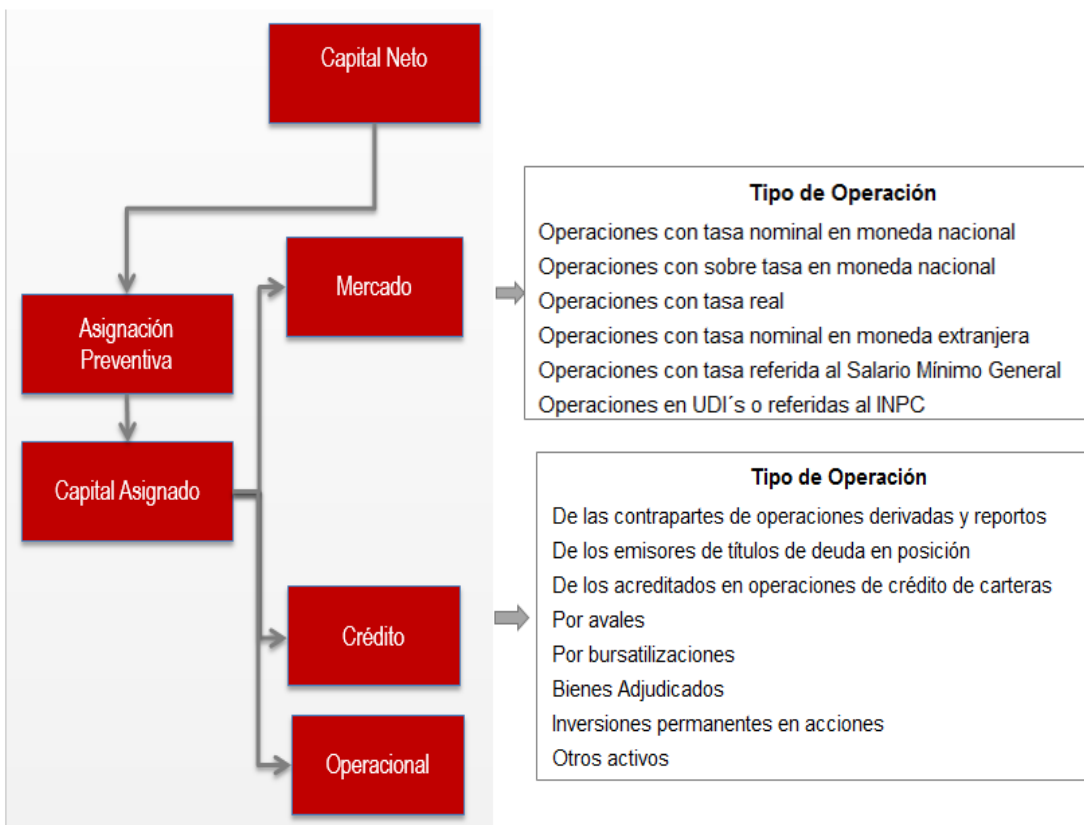 Capital Neto
Asignación
Preventiva
Capital Asignado
Mercado
Crédito
Operacional
Tipo de Operación
Operaciones con tasa nominal en moneda nacional
Operaciones con sobre tasa en moneda nacional
Operaciones con tasa real
Operaciones con tasa nominal en moneda extranjera
Operaciones con tasa referida al Salario Mínimo General
Operaciones en UDI´s o referidas al INPC
Tipo de Operación
De las contrapartes de operaciones derivadas y reportos
De los emisores de títulos de deuda en posición
De los acreditados en operaciones de crédito de carteras
Por avales
Por bursatilizaciones
Bienes Adjudicados
Inversiones permanentes en acciones
Otros activos